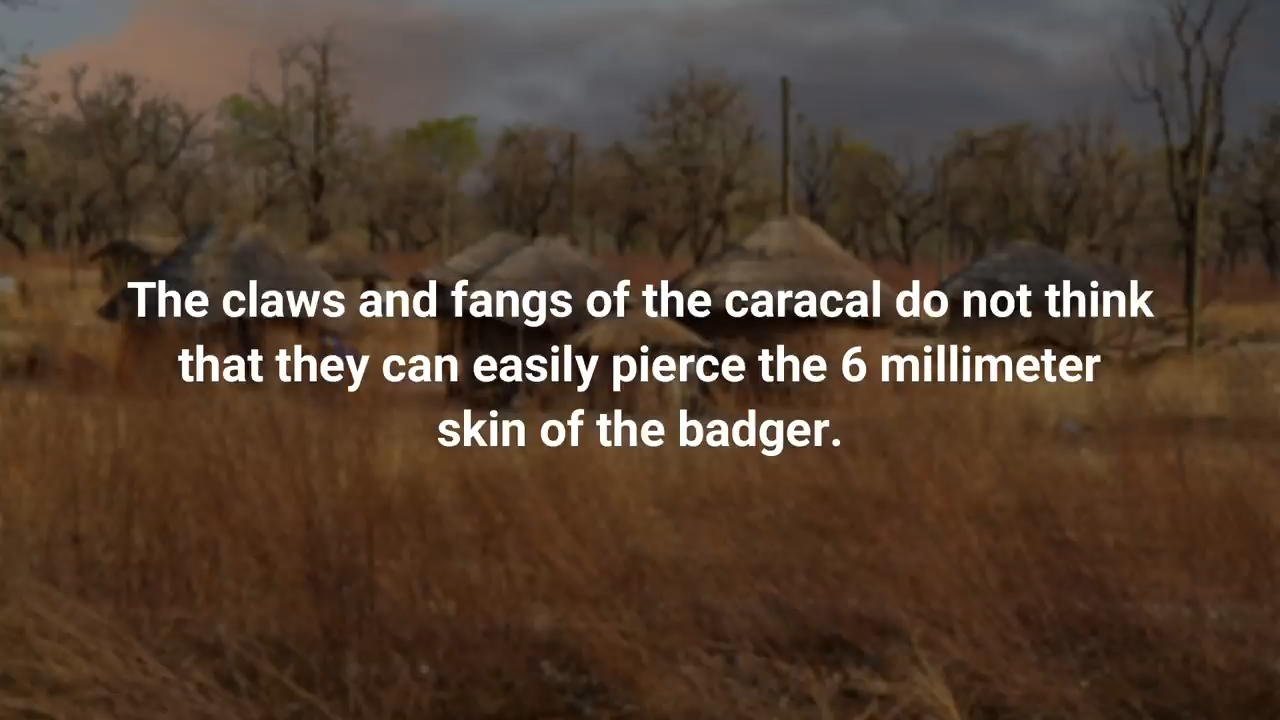 The claws and fangs of the caracal do not think
that they can easily pierce the 6 millimeter
skin of the badger.